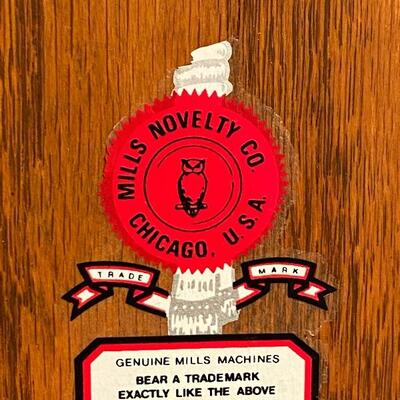 MILLS NOVELTY CO.
CHICAGO, U.S.A.
TRADE MARK
GENUINE MILLS MACHINES
BEAR A TRADEMARK
EXACTLY LIKE THE ABOVE